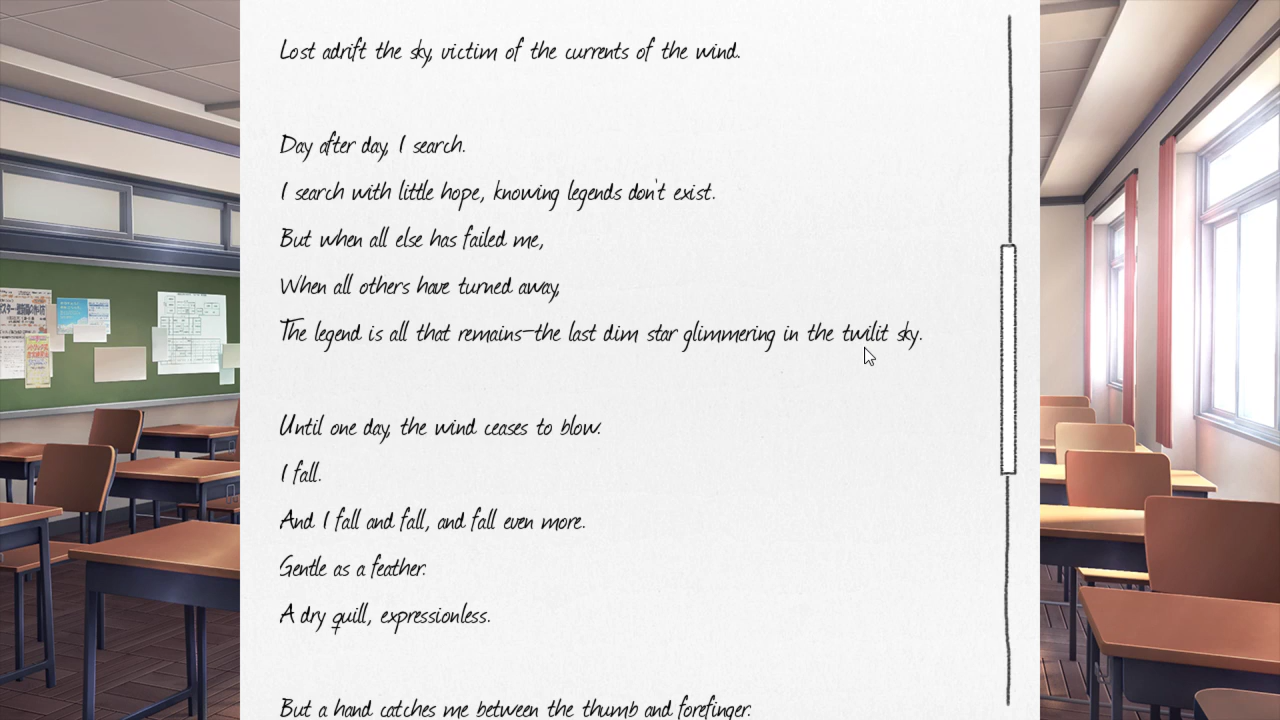 Lost adrift the sky, victim of the currents of the wind.
Day after day, I search.
I search with little hope, knowing legends don't exist.
But when all else has failed me,
When all others have turned away,
The legend is all that remains—the last dim star glimmering in the twilit sky.
Until one day, the wind ceases to blow.
I fall.
And I fall and fall, and fall even more.
Gentle as a feather.
A dry quill, expressionless.
But a hand catches me between the thumb and forefinger.